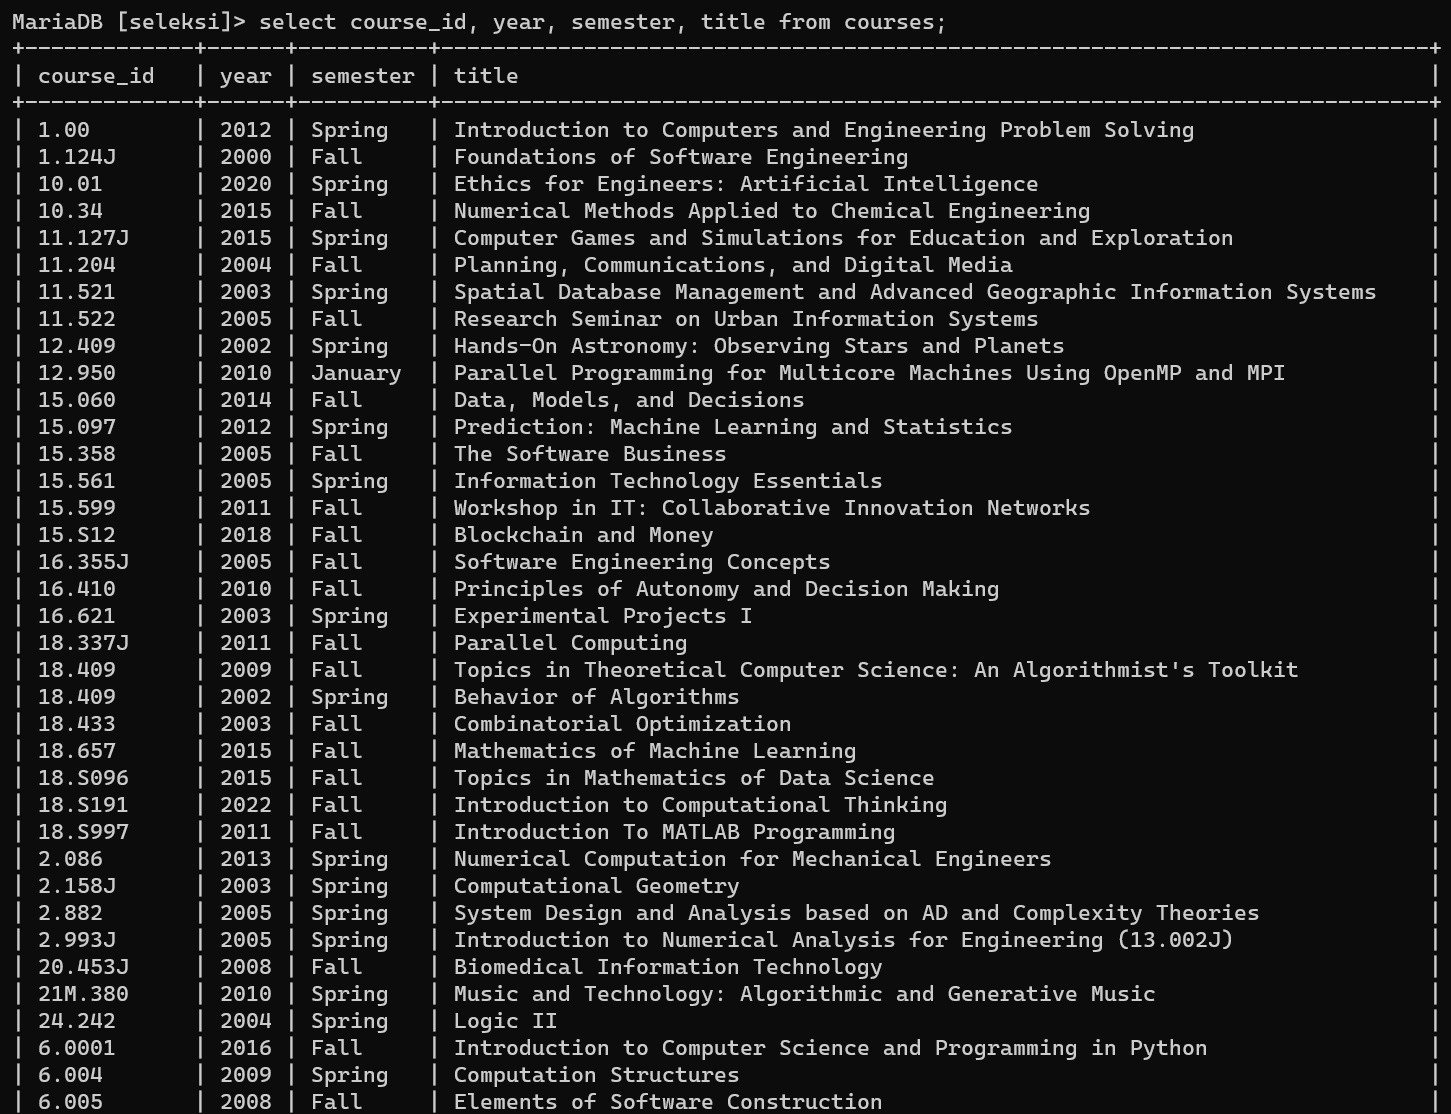 MariaDB [seleksi]> select course_id, year, semester, title from courses;
+------------+------+----------+----------------------------------------------------------------------------+
| course_id   | year | semester | title                                                                      |
+------------+------+----------+----------------------------------------------------------------------------+
| 1.00        | 2012 | Spring   | Introduction to Computers and Engineering Problem Solving                  |
| 1.124J      | 2000 | Fall     | Foundations of Software Engineering                                        |
| 10.01       | 2020 | Spring   | Ethics for Engineers: Artificial Intelligence                              |
| 10.34       | 2015 | Fall     | Numerical Methods Applied to Chemical Engineering                          |
| 11.127J     | 2015 | Spring   | Computer Games and Simulations for Education and Exploration               |
| 11.204      | 2004 | Fall     | Planning, Communications, and Digital Media                                |
| 11.521      | 2003 | Spring   | Spatial Database Management and Advanced Geographic Information Systems    |
| 11.522      | 2005 | Fall     | Research Seminar on Urban Information Systems                              |
| 12.409      | 2002 | Spring   | Hands-On Astronomy: Observing Stars and Planets                            |
| 12.950      | 2010 | January  | Parallel Programming for Multicore Machines Using OpenMP and MPI           |
| 15.060      | 2014 | Fall     | Data, Models, and Decisions                                                |
| 15.097      | 2012 | Spring   | Prediction: Machine Learning and Statistics                                |
| 15.358      | 2005 | Fall     | The Software Business                                                      |
| 15.561      | 2005 | Spring   | Information Technology Essentials                                          |
| 15.599      | 2011 | Fall     | Workshop in IT: Collaborative Innovation Networks                          |
| 15.S12      | 2018 | Fall     | Blockchain and Money                                                       |
| 16.355J     | 2005 | Fall     | Software Engineering Concepts                                              |
| 16.410      | 2010 | Fall     | Principles of Autonomy and Decision Making                                 |
| 16.621      | 2003 | Spring   | Experimental Projects I                                                    |
| 18.337J     | 2011 | Fall     | Parallel Computing                                                         |
| 18.409      | 2009 | Fall     | Topics in Theoretical Computer Science: An Algorithmist's Toolkit          |
| 18.409      | 2002 | Spring   | Behavior of Algorithms                                                     |
| 18.433      | 2003 | Fall     | Combinatorial Optimization                                                 |
| 18.657      | 2015 | Fall     | Mathematics of Machine Learning                                            |
| 18.S096     | 2015 | Fall     | Topics in Mathematics of Data Science                                      |
| 18.S191     | 2022 | Fall     | Introduction to Computational Thinking                                     |
| 18.S997     | 2011 | Fall     | Introduction To MATLAB Programming                                         |
| 2.086       | 2013 | Spring   | Numerical Computation for Mechanical Engineers                             |
| 2.158J      | 2003 | Spring   | Computational Geometry                                                     |
| 2.882       | 2005 | Spring   | System Design and Analysis based on AD and Complexity Theories             |
| 2.993J      | 2005 | Spring   | Introduction to Numerical Analysis for Engineering (13.002J)               |
| 20.453J     | 2008 | Fall     | Biomedical Information Technology                                          |
| 21M.380     | 2010 | Spring   | Music and Technology: Algorithmic and Generative Music                     |
| 24.242      | 2004 | Spring   | Logic II                                                                   |
| 6.0001      | 2016 | Fall     | Introduction to Computer Science and Programming in Python                 |
| 6.004       | 2009 | Spring   | Computation Structures                                                     |
| 6.005       | 2008 | Fall     | Elements of Software Construction                                          |